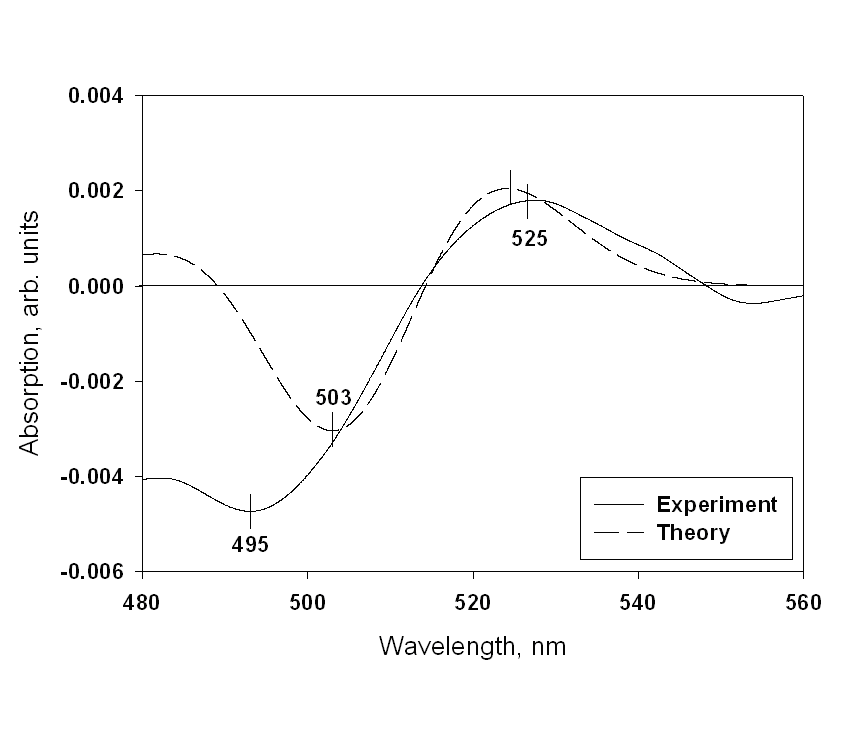 0.004
0.002
0.000
-0.002
-0.004
-0.006
Absorption, arb. units
525
503
495
Experiment
Theory
480 500 520 540 560
Wavelength, nm